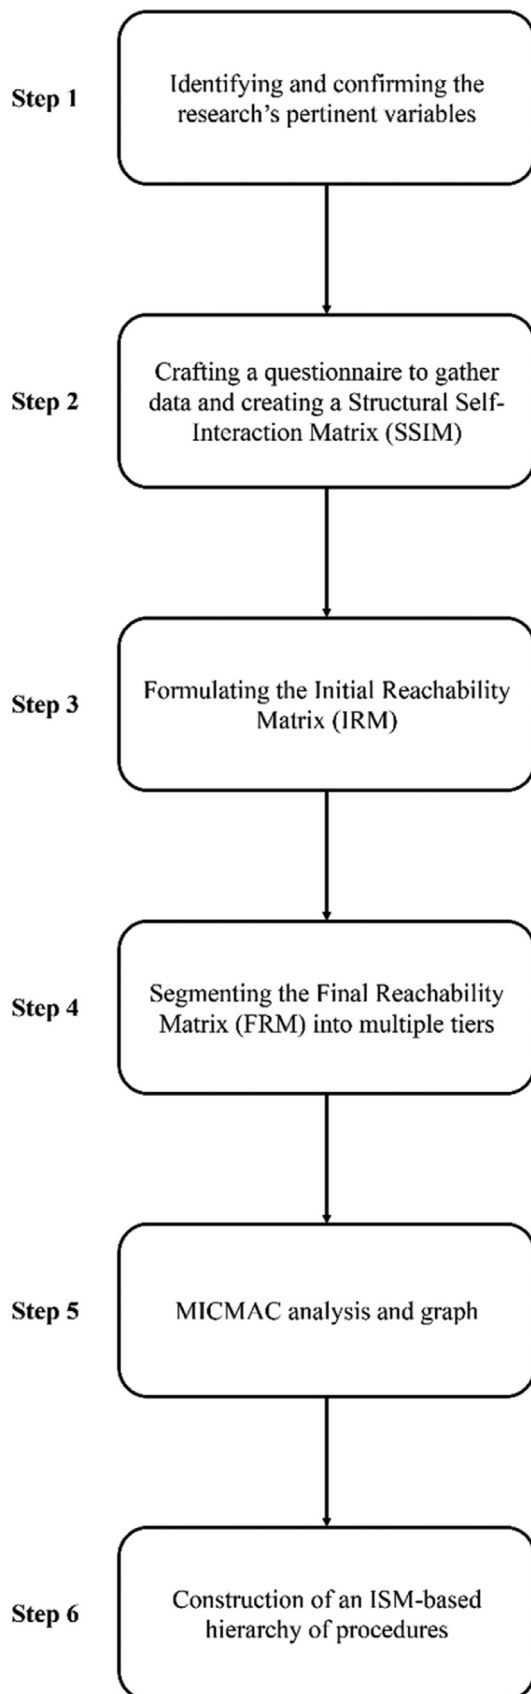 Step 1
Identifying and confirming the
research's pertinent variables
Step 2
Crafting a questionnaire to gather
data and creating a Structural Self-
Interaction Matrix (SSIM)
Step 3
Formulating the Initial Reachability
Matrix (IRM)
Step 4
Segmenting the Final Reachability
Matrix (FRM) into multiple tiers
Step 5
MICMAC analysis and graph
Step 6
Construction of an ISM-based
hierarchy of procedures